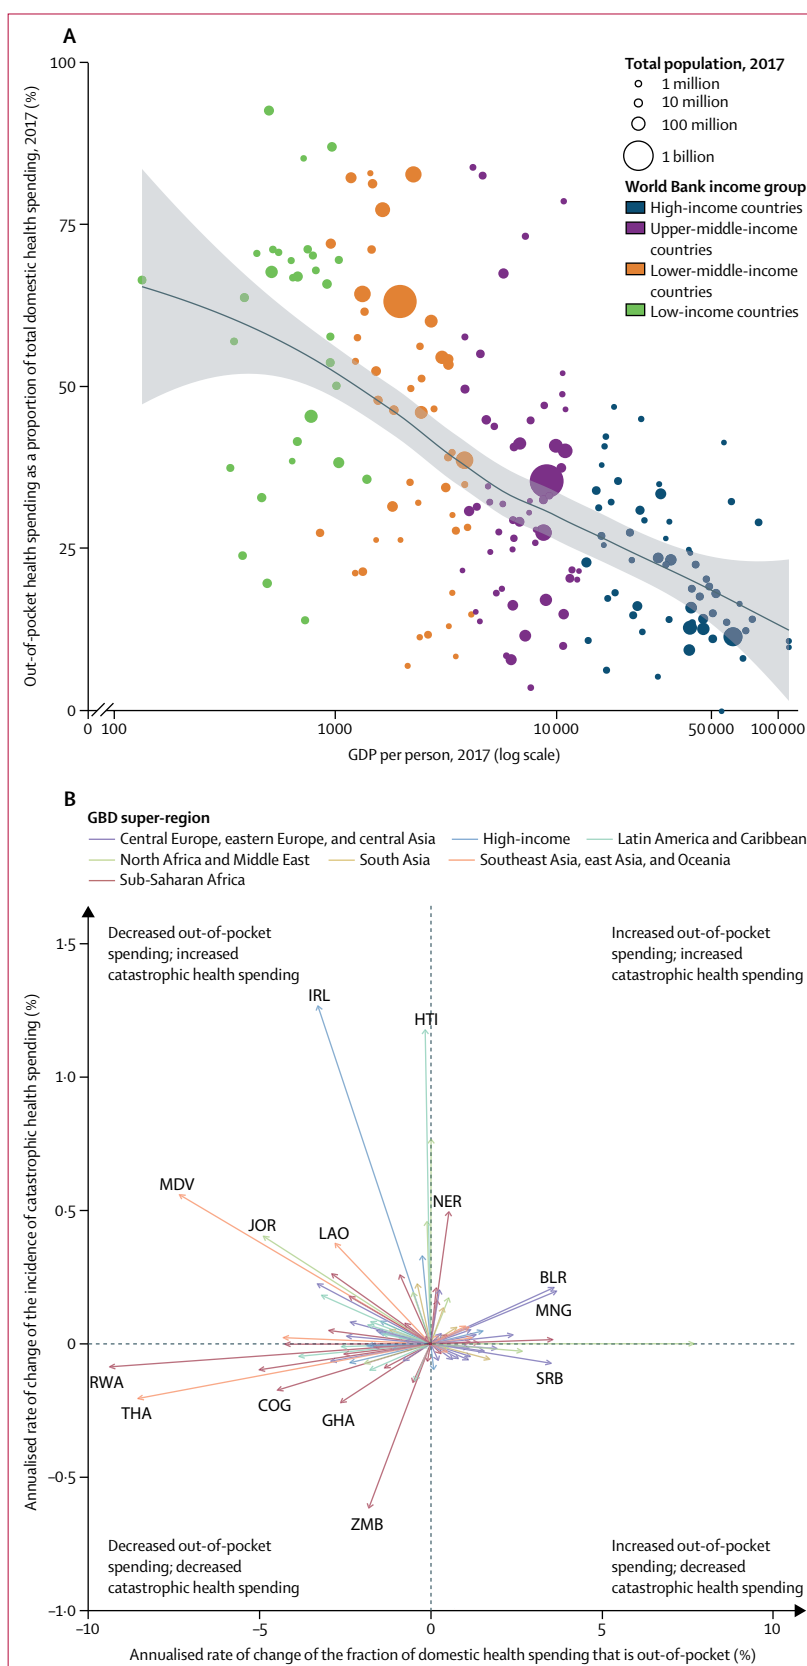 A
100
75
50
25
0
Out-of-pocket health spending as a proportion of total domestic health spending, 2017 (%)
Total population, 2017
1 million
10 million
100 million
1 billion
World Bank income group
High-income countries
Upper-middle-income
countries
Lower-middle-income
countries
Low-income countries
0 100 1000 10 000 50 000 100 000
GDP per person, 2017 (log scale)
B
GBD super-region
Central Europe, eastern Europe, and central Asia High-income Latin America and Caribbean
North Africa and Middle East South Asia Southeast Asia, east Asia, and Oceania
Sub-Saharan Africa
Decreased out-of-pocket
spending; increased
catastrophic health spending
Increased out-of-pocket
spending; increased
catastrophic health spending
1·5
1·0
0·5
0
–0·5
–1·0
Annualised rate of change of the incidence of catastrophic health spending (%)
IRL
HTI
MDV
NER
JOR
LAO
BLR
MNG
RWA
SRB
THA
COG
GHA
ZMB
Decreased out-of-pocket
spending; decreased
catastrophic health spending
Increased out-of-pocket
spending; decreased
catastrophic health spending
–10 –5 0 5 10
Annualised rate of change of the fraction of domestic health spending that is out-of-pocket (%)